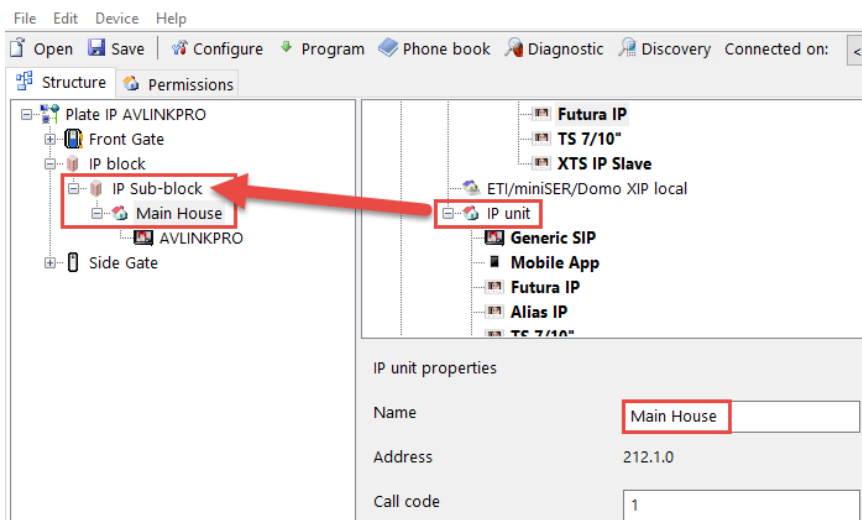 File Edit Device Help
Open Save Configure Program Phone book Diagnostic Discovery Connected on: <
Structure Permissions
Plate IP AVLINKPRO
Front Gate
IP block
IP Sub-block
Main House
AVLINKPRO
Side Gate
Futura IP
TS 7/10"
XTS IP Slave
ETI/miniSER/Domo XIP local
IP unit
Generic SIP
Mobile App
Futura IP
Alias IP
TS 7/10"
IP unit properties
Name Main House
Address 212.1.0
Call code 1